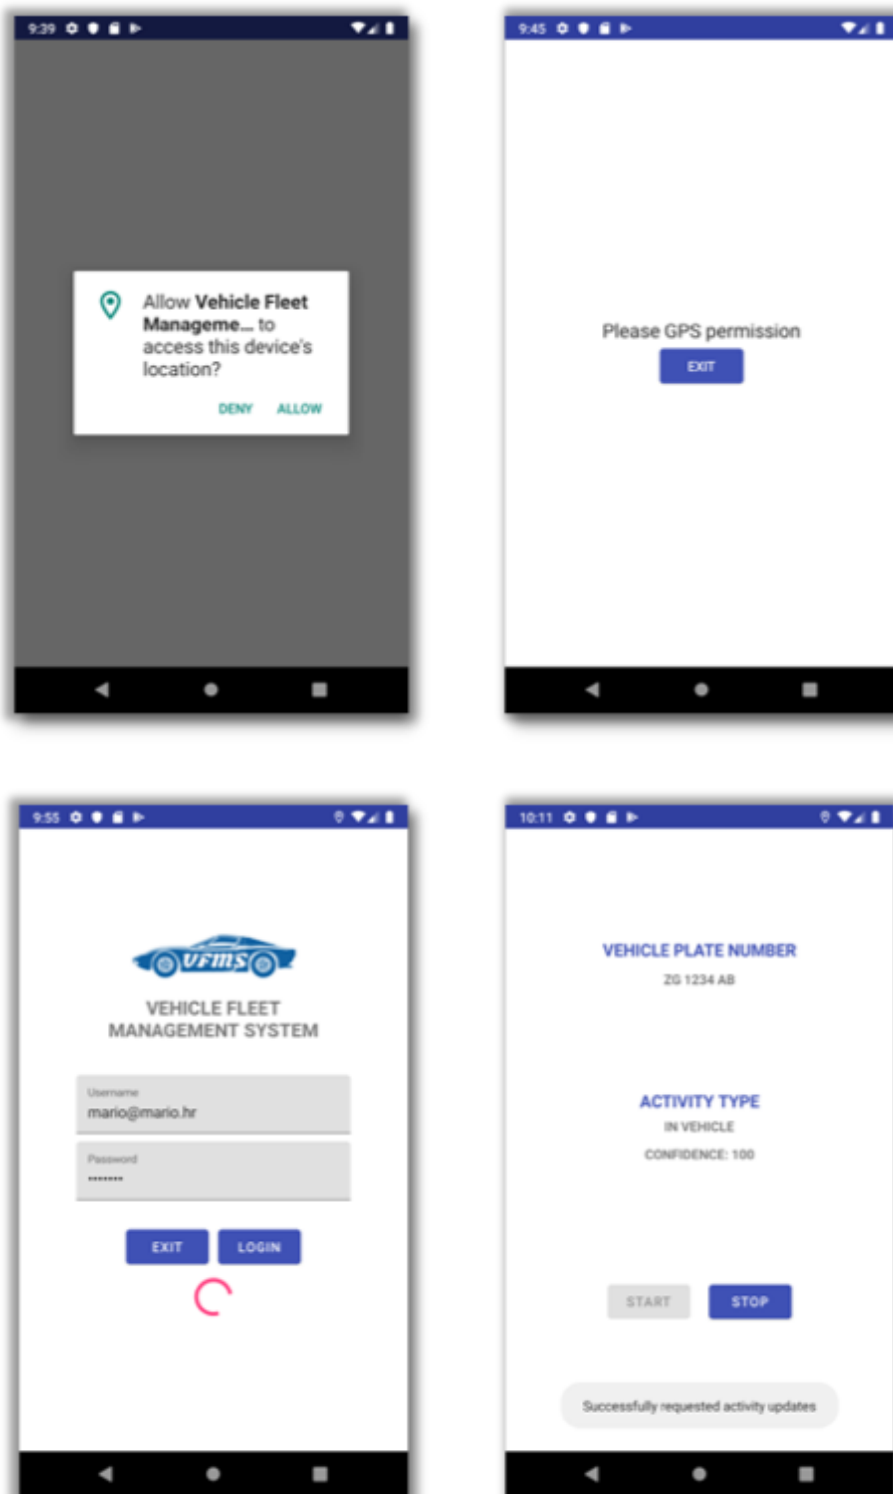 9:39
Allow Vehicle Fleet
Manageme... to
access this device's
location?
DENY ALLOW
9:45
Please GPS permission
EXIT
9:55
VFMS
VEHICLE FLEET
MANAGEMENT SYSTEM
Username
mario@mario.hr
Password
•••••••
EXIT LOGIN
10:11
VEHICLE PLATE NUMBER
ZG 1234 AB
ACTIVITY TYPE
IN VEHICLE
CONFIDENCE: 100
START STOP
Successfully requested activity updates